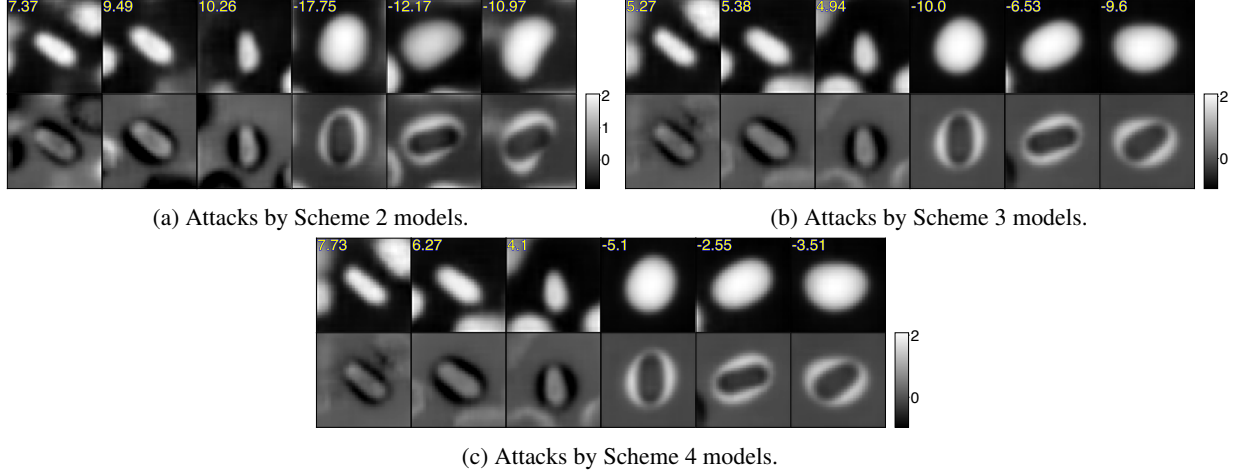 7.37 9.49 10.26 -17.75 -12.17 -10.97
2
1
0
(a) Attacks by Scheme 2 models.
5.27 5.38 4.94 -10.0 -6.53 -9.6
2
0
(b) Attacks by Scheme 3 models.
7.73 6.27 4.1 -5.1 -2.55 -3.51
2
0
(c) Attacks by Scheme 4 models.